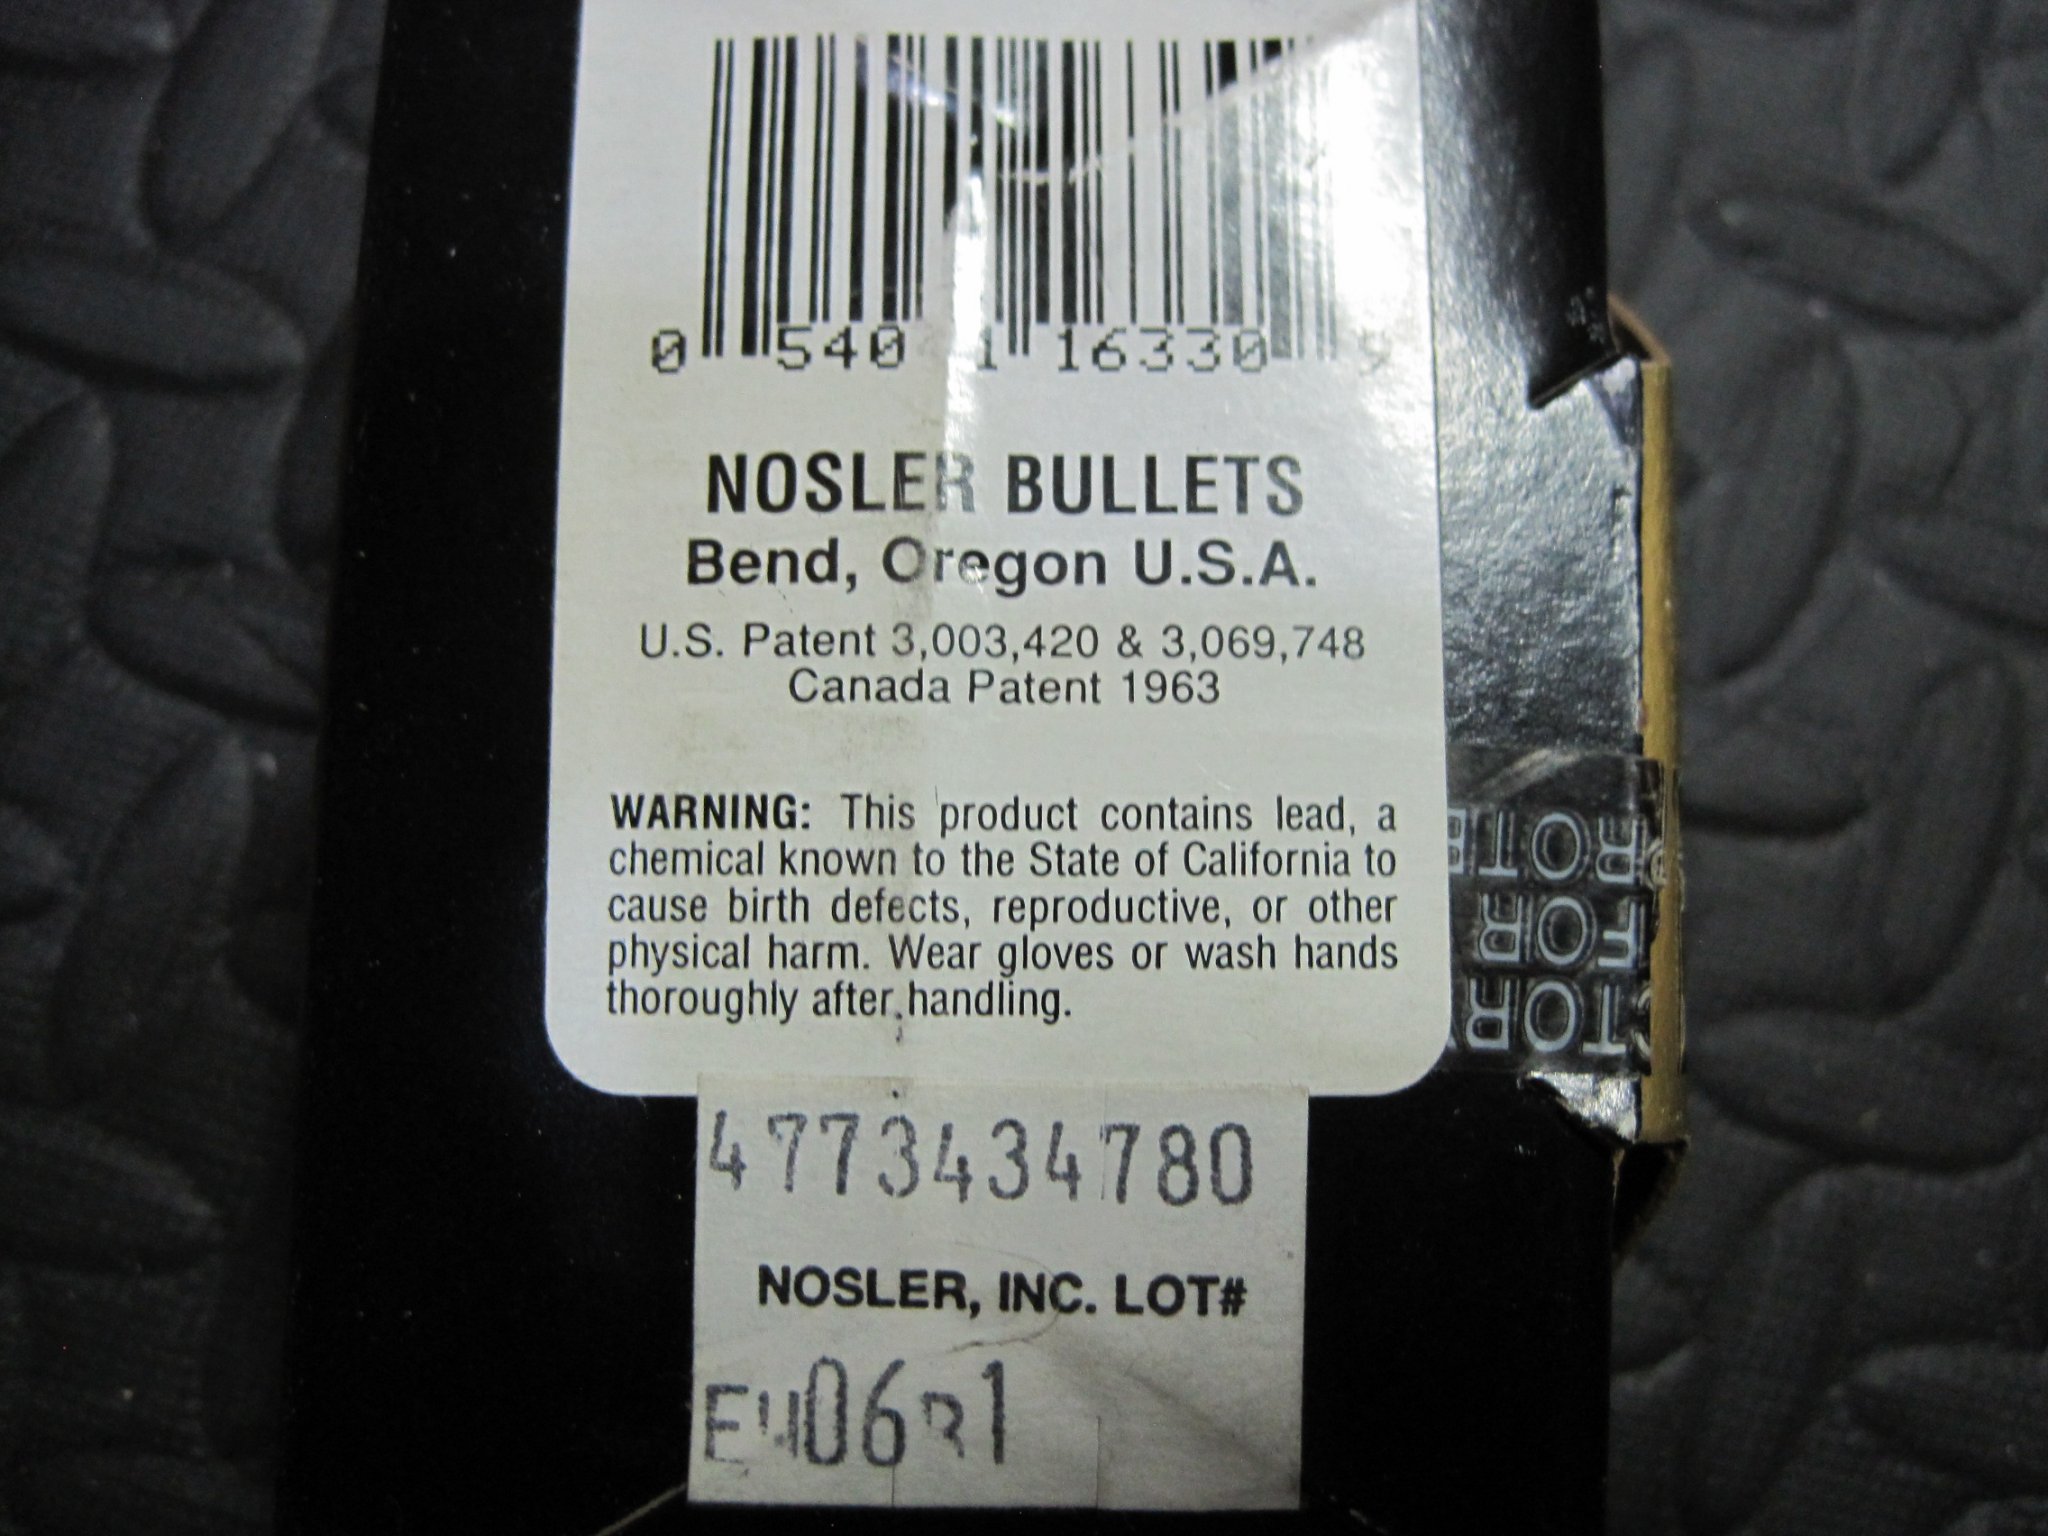 0 540 1 16330 9
NOSLER BULLETS
Bend, Oregon U.S.A.
U.S. Patent 3,003,420 & 3,069,748
Canada Patent 1963
WARNING: This product contains lead, a
chemical known to the State of California to
cause birth defects, reproductive, or other
physical harm. Wear gloves or wash hands
thoroughly after handling.
4773434780
NOSLER, INC. LOT#